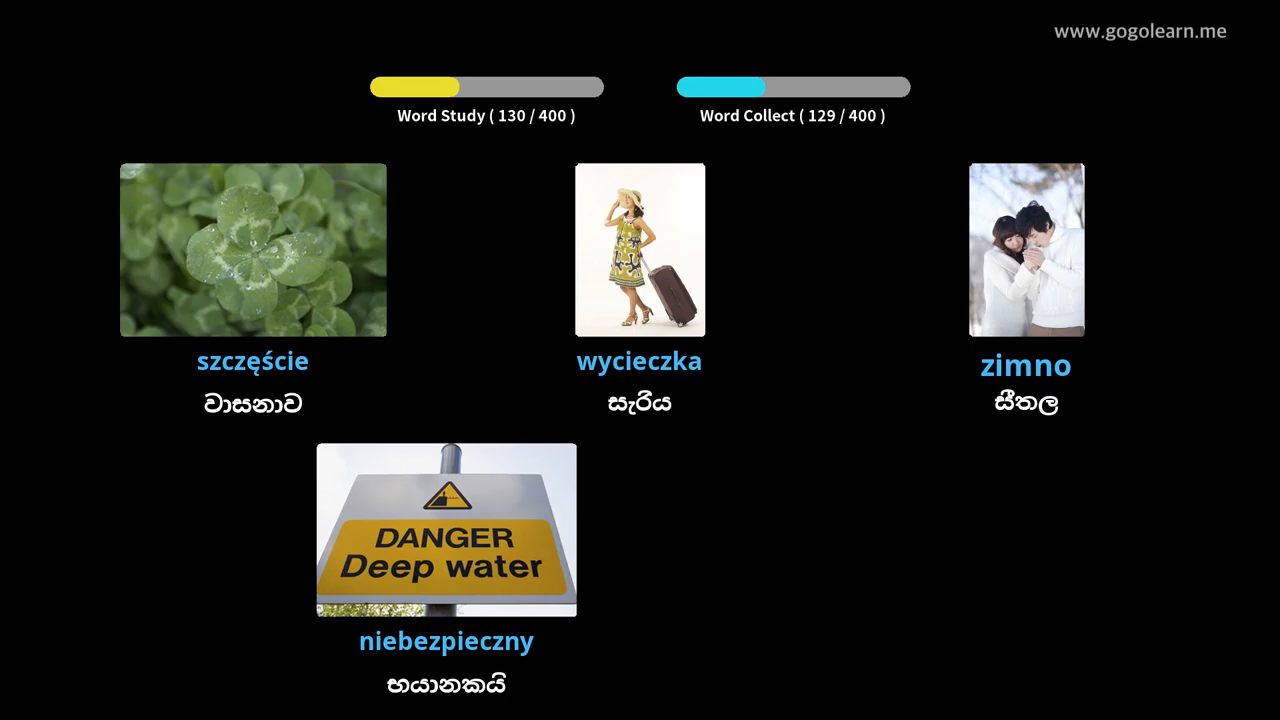 www.gogolearn.me
Word Study ( 130 / 400 )
Word Collect ( 129 / 400 )
szczęście
වාසනාව
wycieczka
සැරිය
zimno
සීතල
DANGER
Deep water
niebezpieczny
භයානකයි